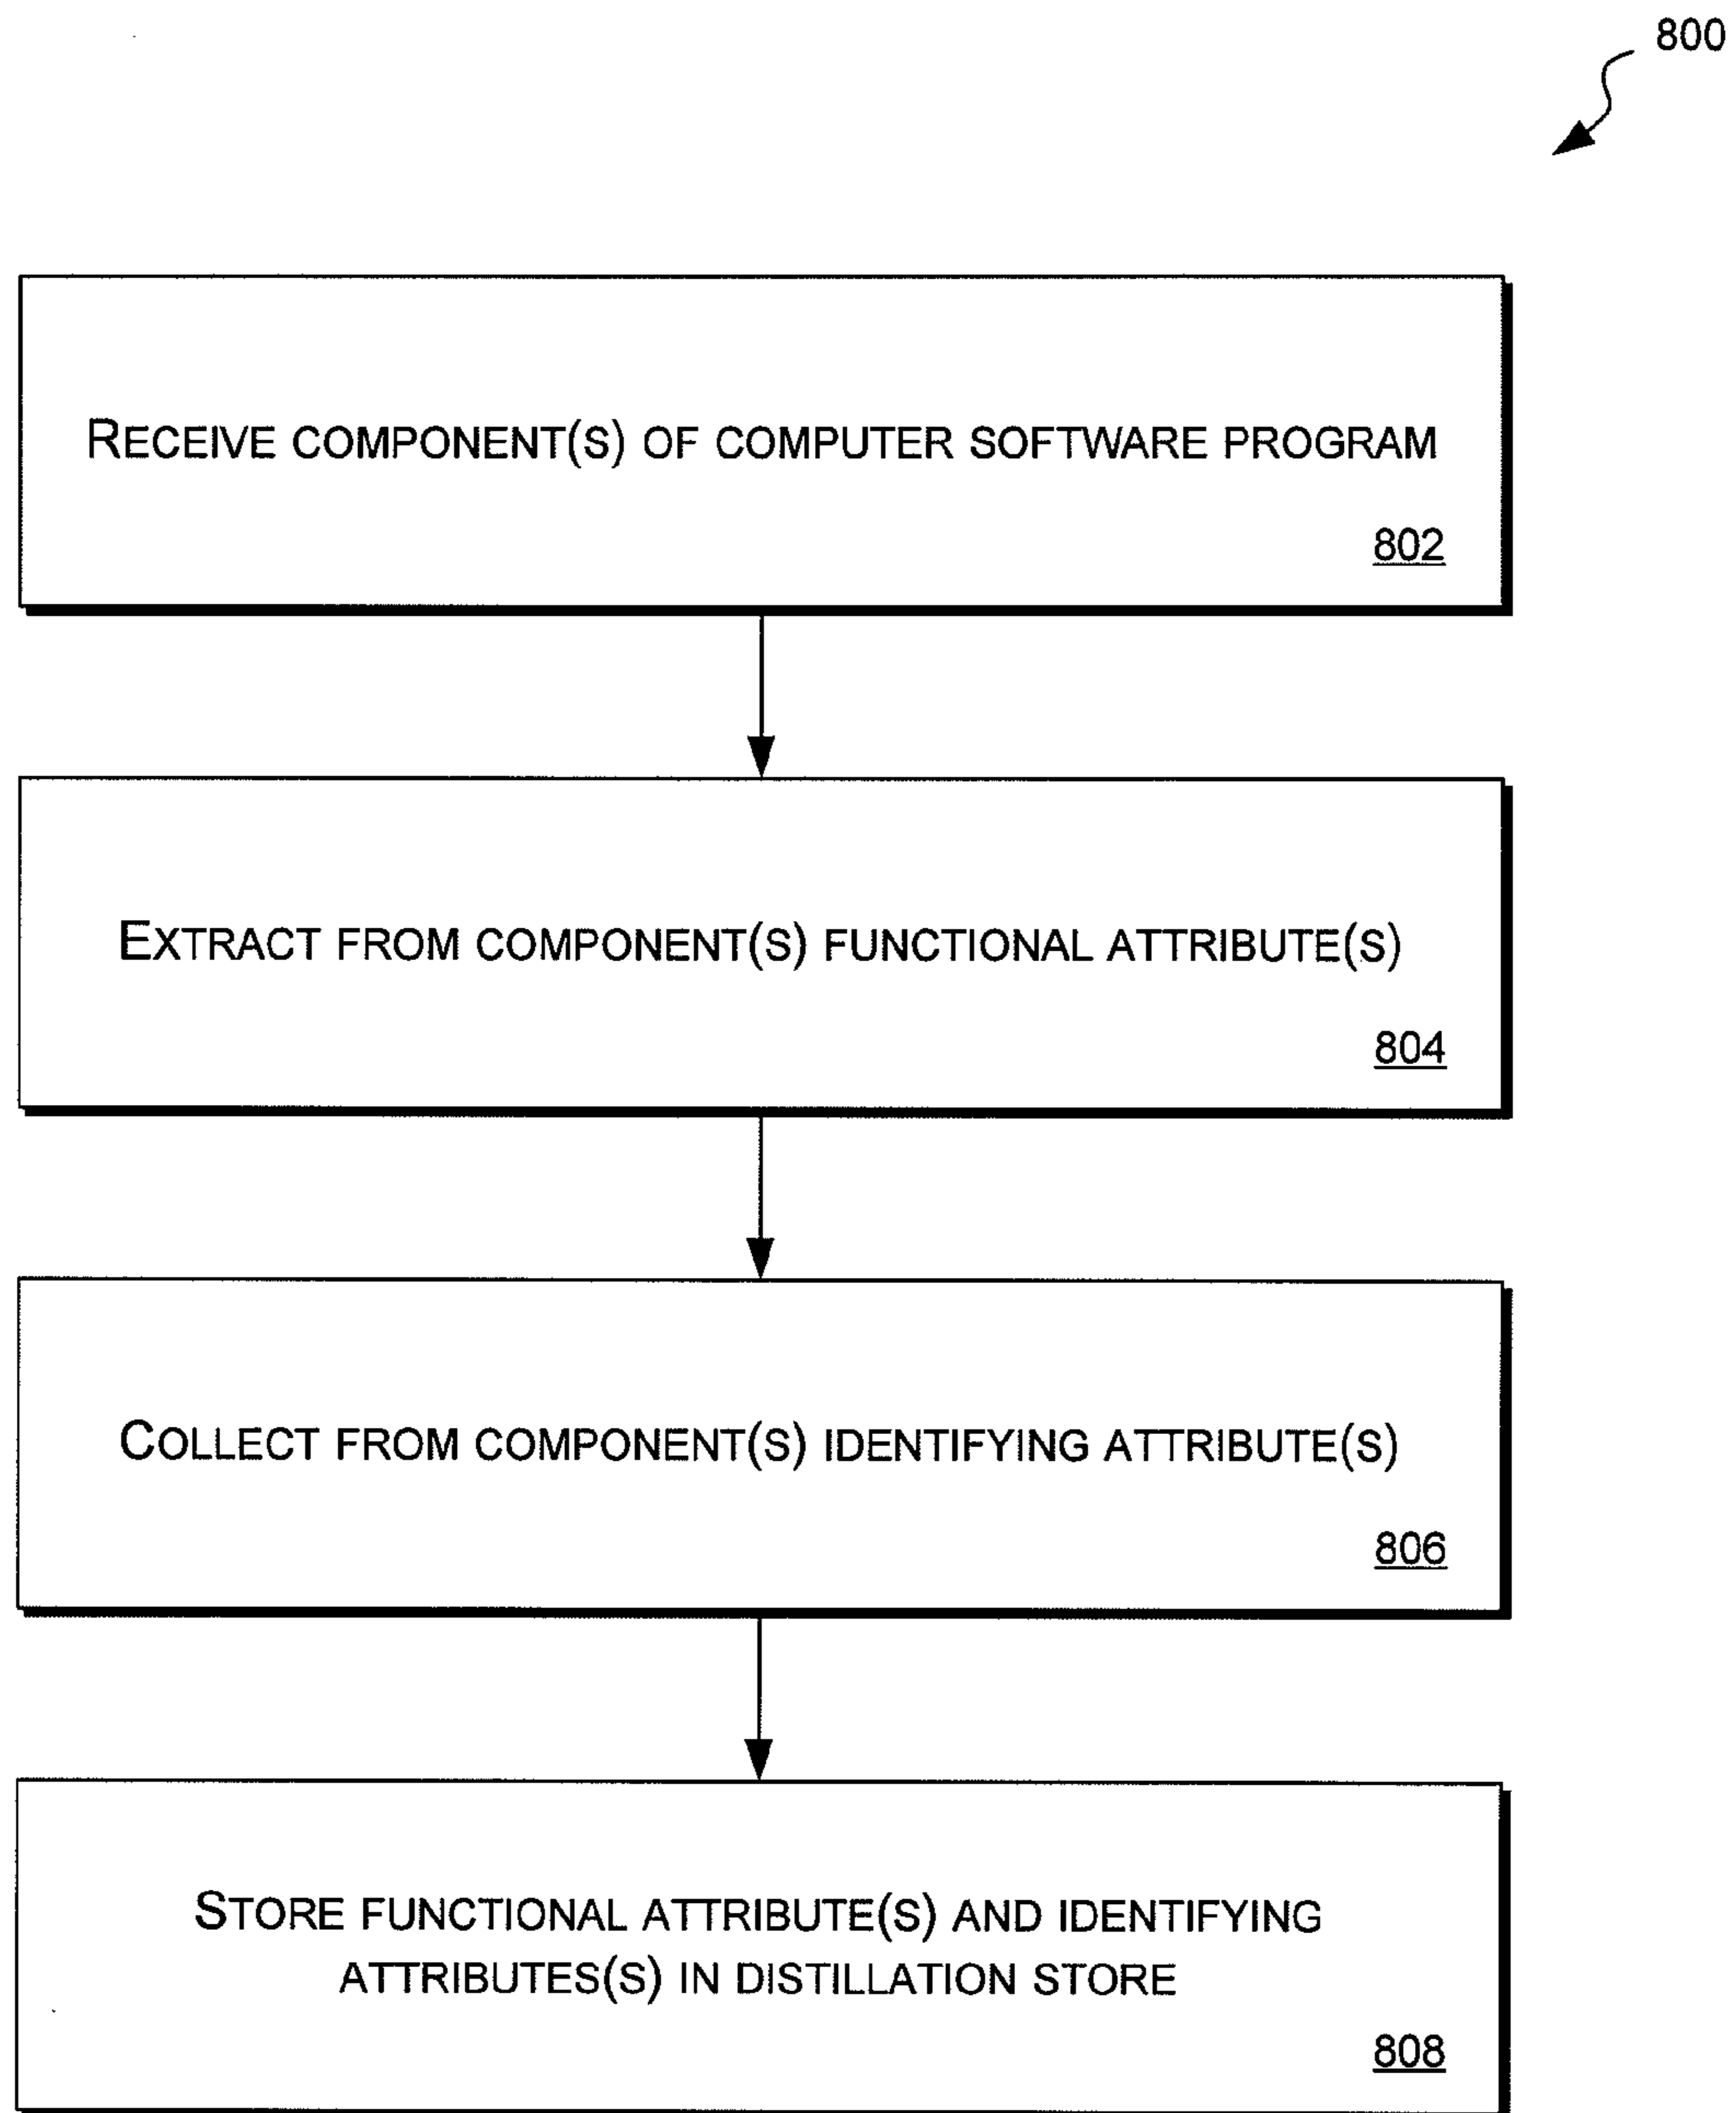 800
RECEIVE COMPONENT(S) OF COMPUTER SOFTWARE PROGRAM
802
EXTRACT FROM COMPONENT(S) FUNCTIONAL ATTRIBUTE(S)
804
COLLECT FROM COMPONENT(S) IDENTIFYING ATTRIBUTE(S)
806
STORE FUNCTIONAL ATTRIBUTE(S) AND IDENTIFYING
ATTRIBUTES(S) IN DISTILLATION STORE
808